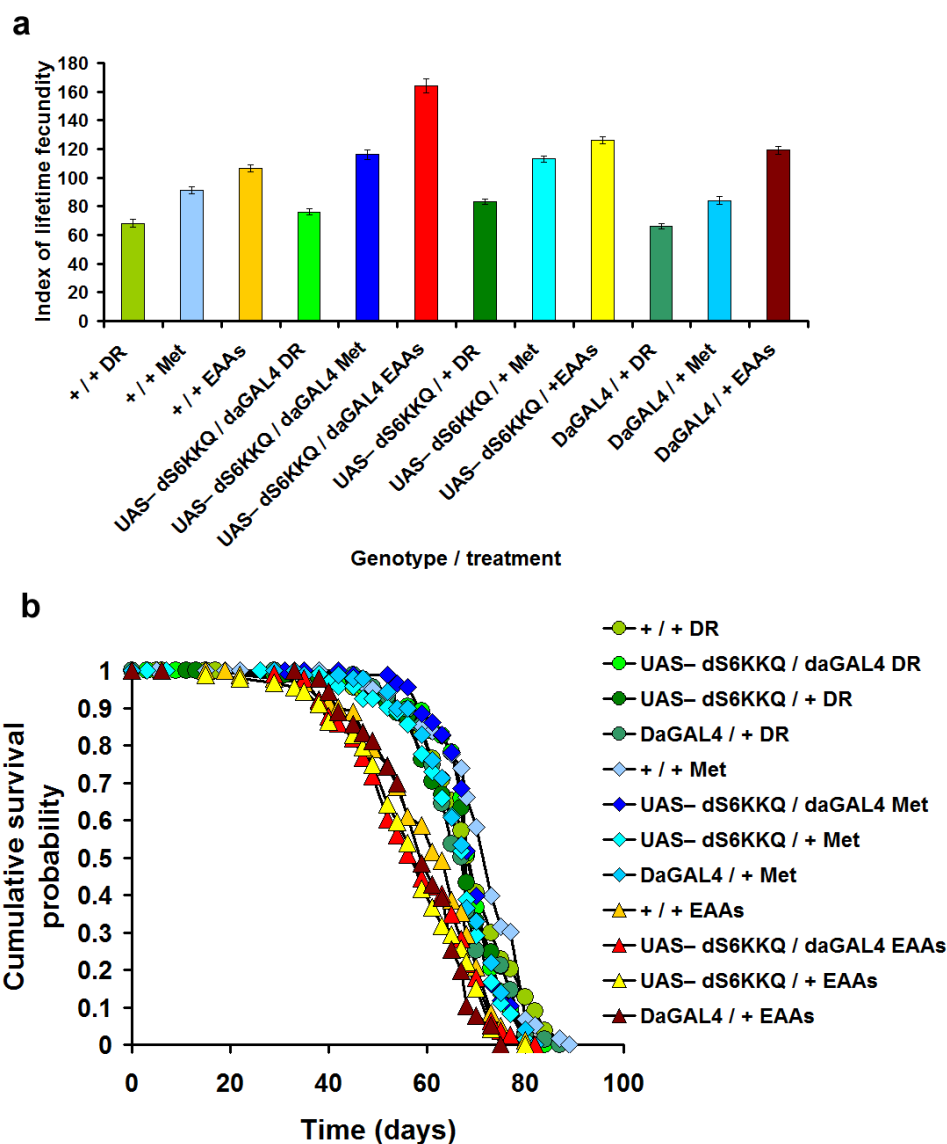 a
Index of lifetime fecundity
180
160
140
120
100
80
60
40
20
0
+ / + DR
+ / + Met
+ / + EAAs
UAS– dS6KKQ / daGAL4 DR
UAS– dS6KKQ / daGAL4 Met
UAS– dS6KKQ / daGAL4 EAAs
UAS– dS6KKQ / + DR
UAS– dS6KKQ / + Met
UAS– dS6KKQ / +EAAs
DaGAL4 / + DR
DaGAL4 / + Met
DaGAL4 / + EAAs
Genotype / treatment
b
Cumulative survival
probability
1
0.9
0.8
0.7
0.6
0.5
0.4
0.3
0.2
0.1
0
0 20 40 60 80 100
Time (days)
+ / + DR
UAS– dS6KKQ / daGAL4 DR
UAS– dS6KKQ / + DR
DaGAL4 / + DR
+ / + Met
UAS– dS6KKQ / daGAL4 Met
UAS– dS6KKQ / + Met
DaGAL4 / + Met
+ / + EAAs
UAS– dS6KKQ / daGAL4 EAAs
UAS– dS6KKQ / + EAAs
DaGAL4 / + EAAs